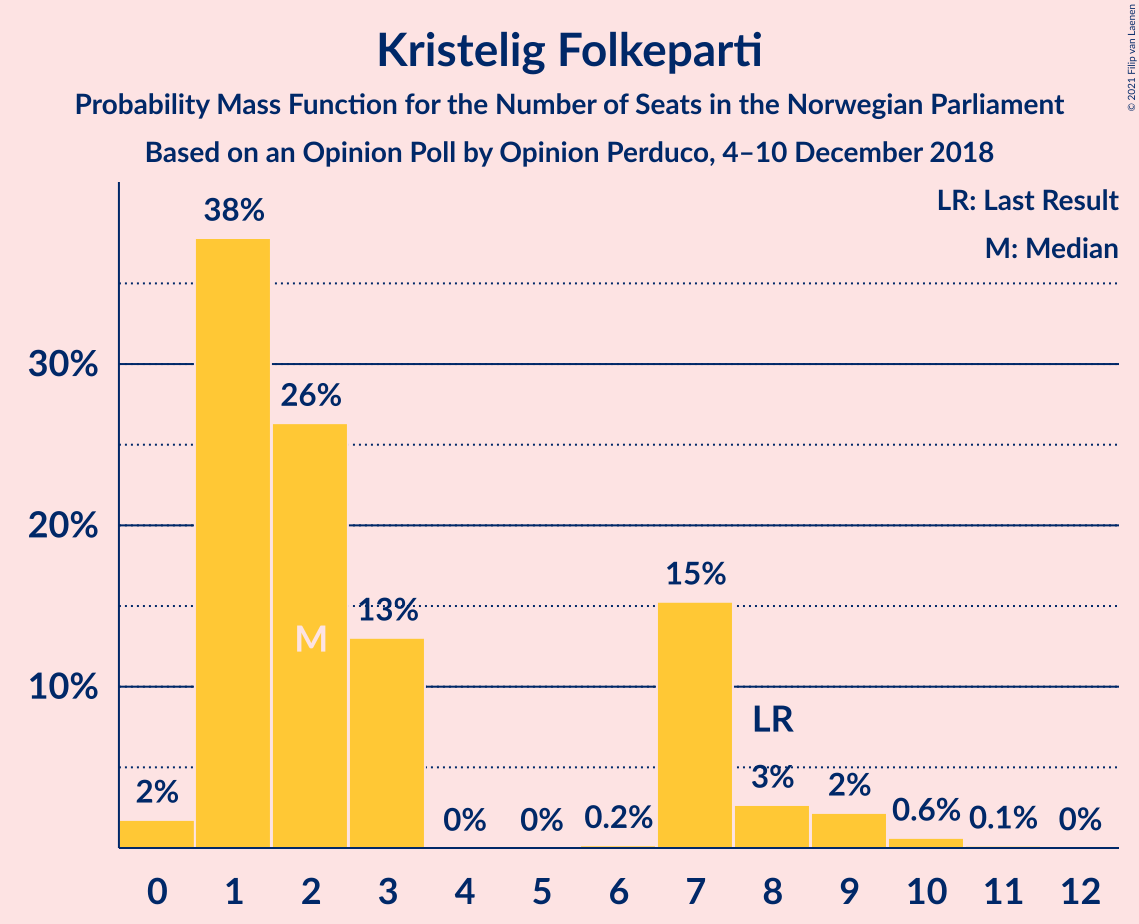 © 2021 Filip van Laenen
Kristelig Folkeparti
Probability Mass Function for the Number of Seats in the Norwegian Parliament
Based on an Opinion Poll by Opinion Perduco, 4–10 December 2018
LR: Last Result
M: Median
38%
30%
26%
20%
15%
13%
M
10%
LR
3%
2%
2%
0.6%
0.2%
0.1%
0%
0%
0%
0 1 2 3 4 5 6 7 8 9 10 11 12